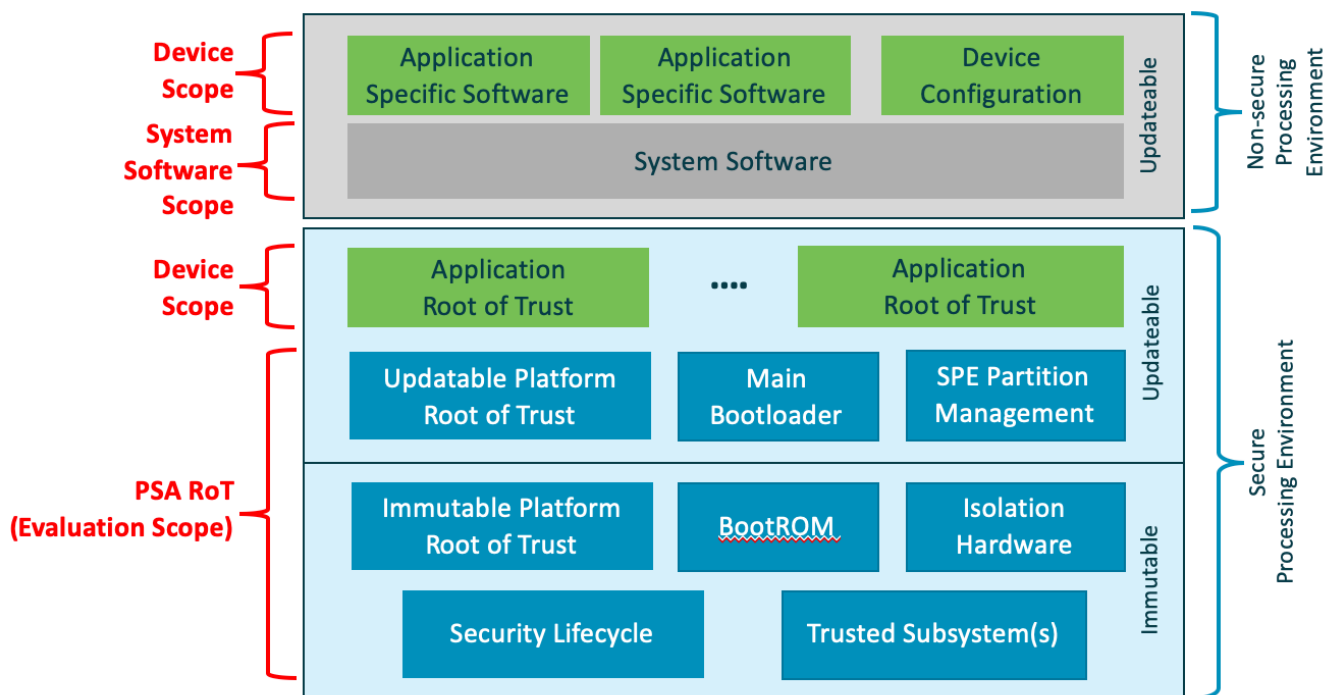 Device
Scope
Application
Specific Software
Application
Specific Software
Device
Configuration
System
Software
Scope
System Software
Updateable
Non-secure
Processing
Environment
Device
Scope
Application
Root of Trust
....
Application
Root of Trust
Updatable Platform
Root of Trust
Main
Bootloader
SPE Partition
Management
Updateable
PSA RoT
(Evaluation Scope)
Immutable Platform
Root of Trust
BootROM
Isolation
Hardware
Security Lifecycle
Trusted Subsystem(s)
Immutable
Secure
Processing Environment